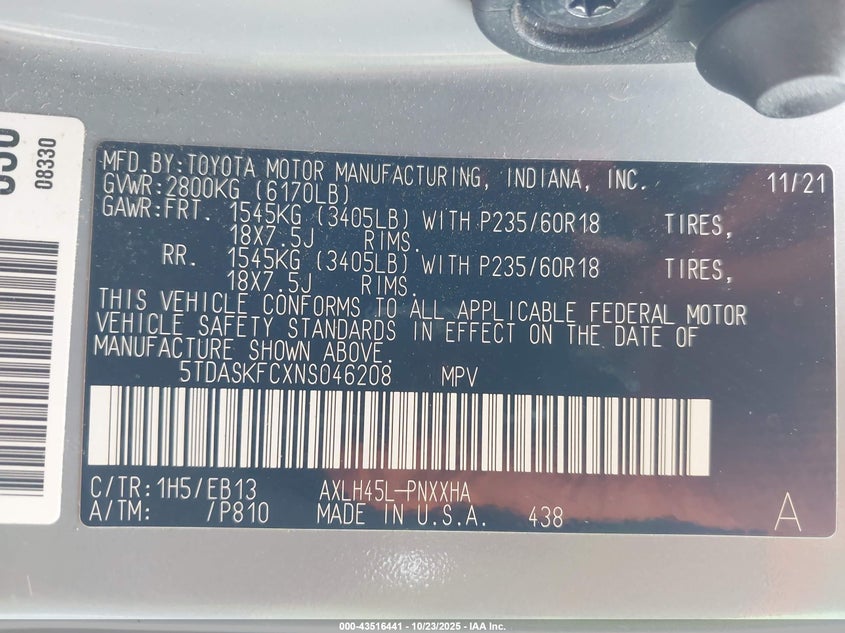 08330
MFD.BY:TOYOTA MOTOR MANUFACTURING, INDIANA, INC. 11/21
GVWR:2800KG (6170LB)
GAWR:FRT. 1545KG (3405LB) WITH P235/60R18 TIRES,
18X7.5J RIMS.
RR. 1545KG (3405LB) WITH P235/60R18 TIRES,
18X7.5J RIMS.
THIS VEHICLE CONFORMS TO ALL APPLICABLE FEDERAL MOTOR
VEHICLE SAFETY STANDARDS IN EFFECT ON THE DATE OF
MANUFACTURE SHOWN ABOVE.
5TDASKFCXNS046208 MPV
C/TR:1H5/EB13 AXLH45L-PNXXHA
A/TM: /P810 MADE IN U.S.A. 438 A
000-43516441 - 10/23/2025 - IAA Inc.